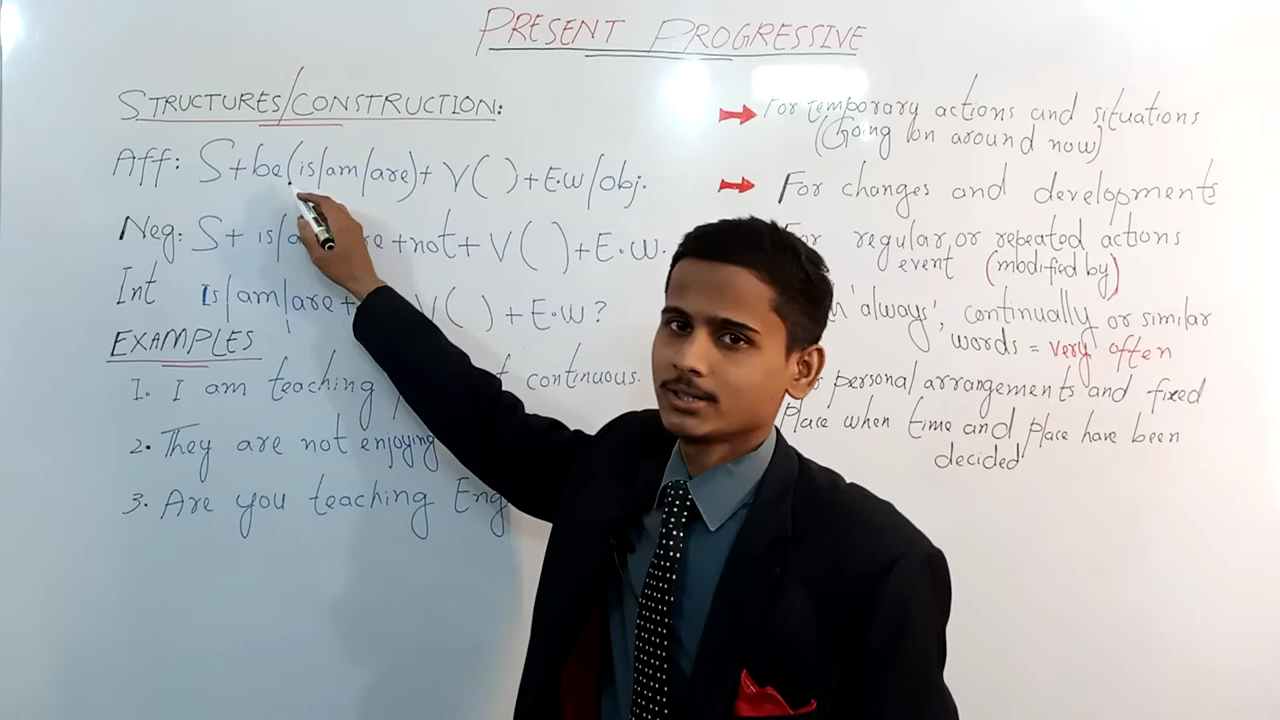 PRESENT PROGRESSIVE
STRUCTURES/CONSTRUCTION:
Aff: S+be(is/am/are)+ V( ) +E.w/obj.
Neg: S+ is/a e +not+ V( ) +E.w.
Int Is/am/are+ V( ) +E.w?
EXAMPLES
1. I am teaching continuous.
2. They are not enjoying
3. Are you teaching Eng
For temporary actions and situations
(Going on around now)
For changes and developments
For regular or repeated actions
event (modified by)
'always', continually or similar
words = very often
personal arrangements and fixed
place when time and place have been
decided